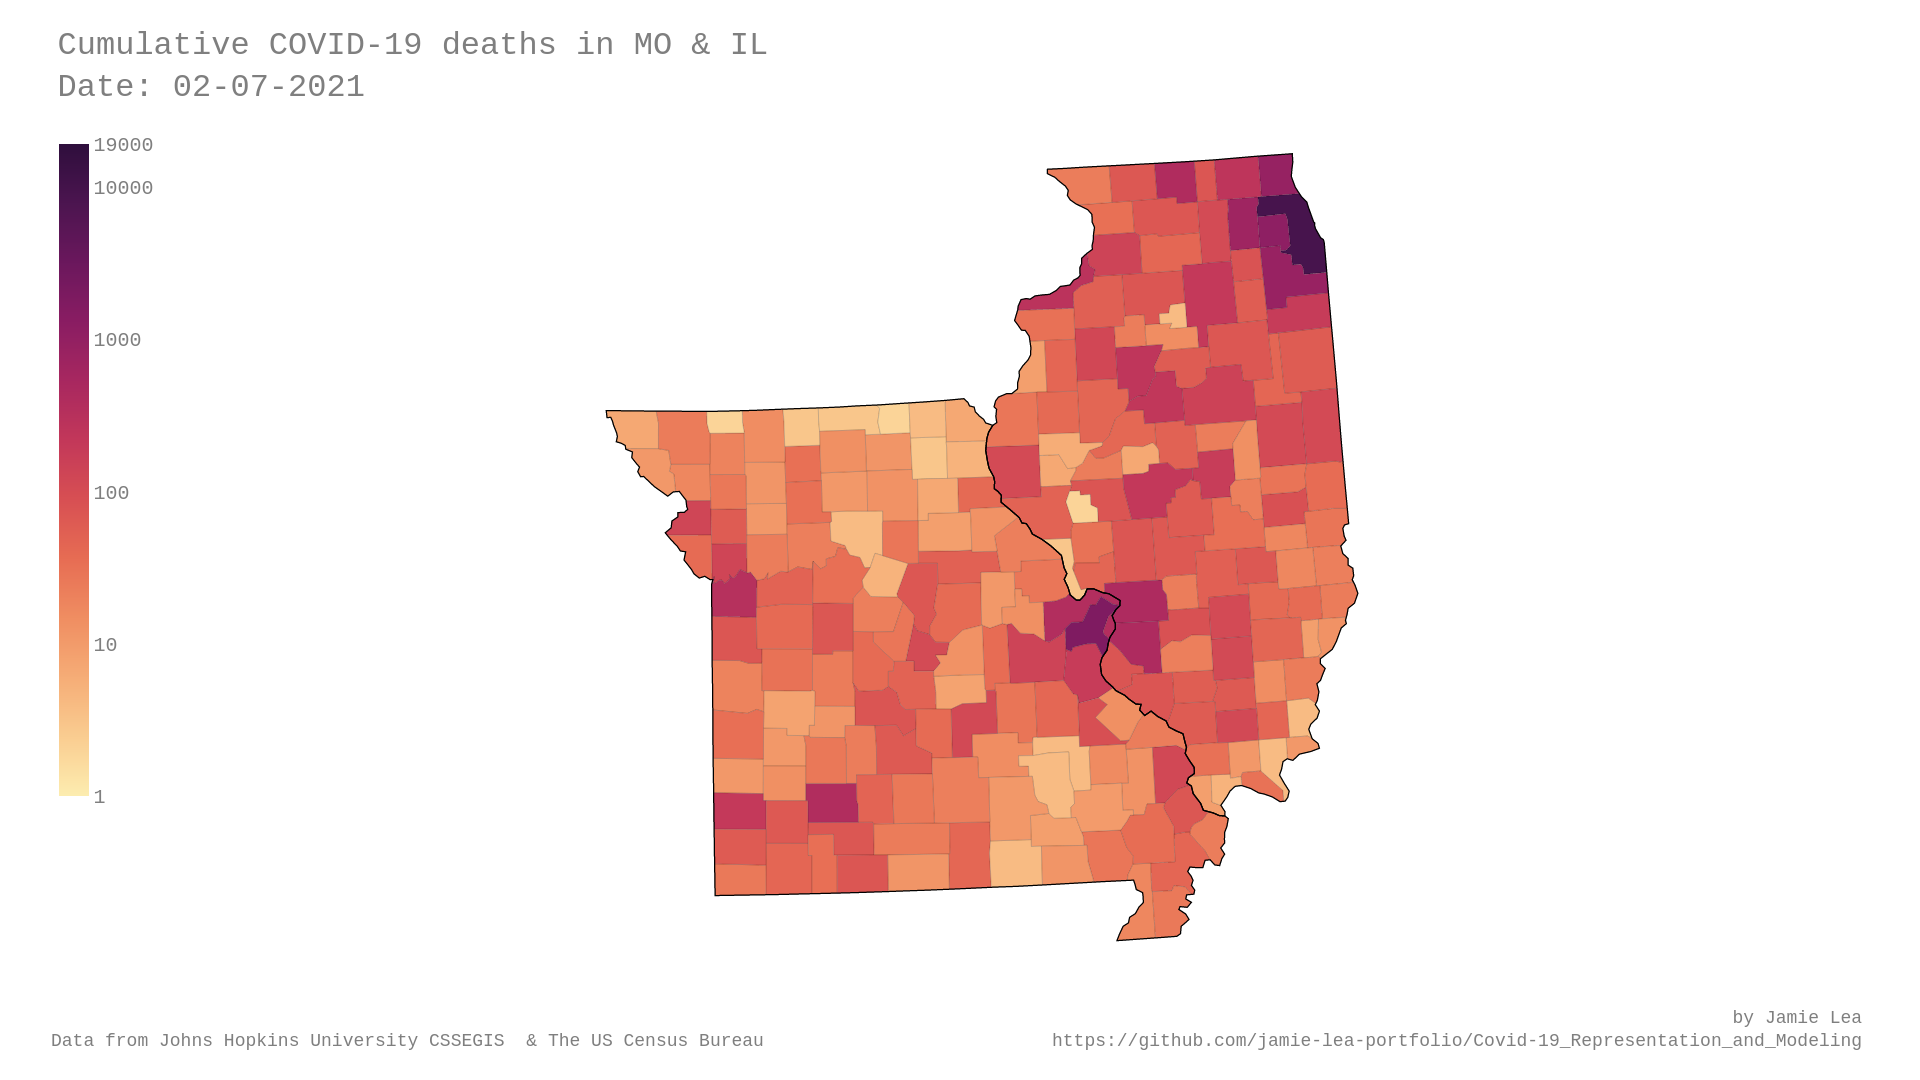 Cumulative COVID-19 deaths in MO & IL
Date: 02-07-2021
19000
10000
1000
100
10
1
by Jamie Lea
Data from Johns Hopkins University CSSEGIS  & The US Census Bureau
https://github.com/jamie-lea-portfolio/Covid-19_Representation_and_Modeling